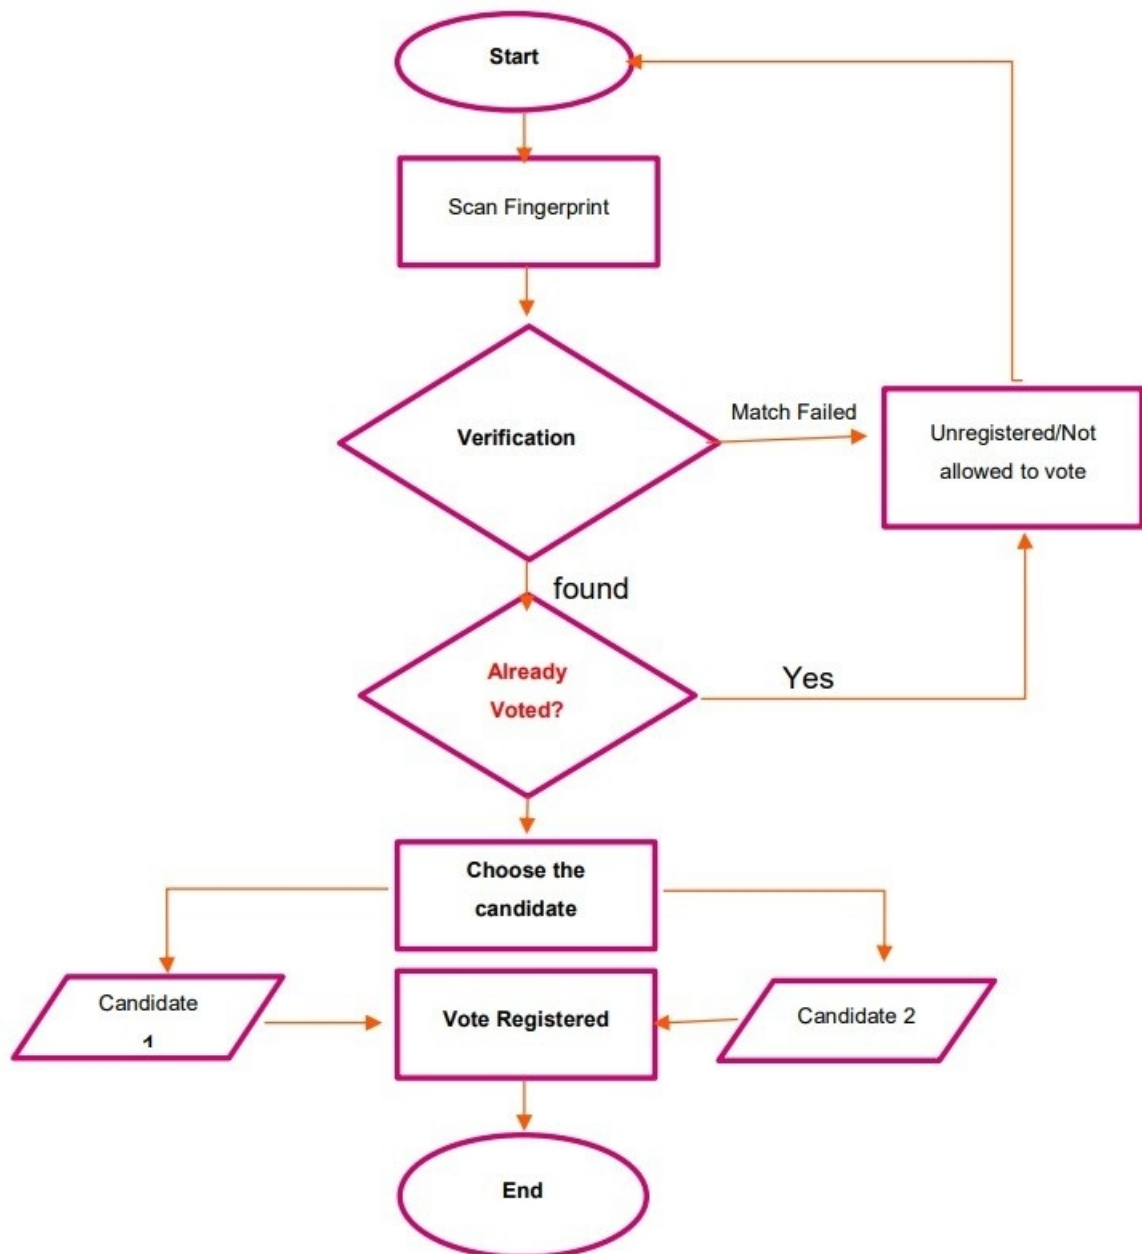 Start
Scan Fingerprint
Verification
Match Failed
Unregistered/Not
allowed to vote
found
Already
Voted?
Yes
Choose the
candidate
Candidate
1
Vote Registered
Candidate 2
End